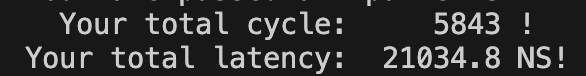 Your total cycle: 5843 !
Your total latency: 21034.8 NS!